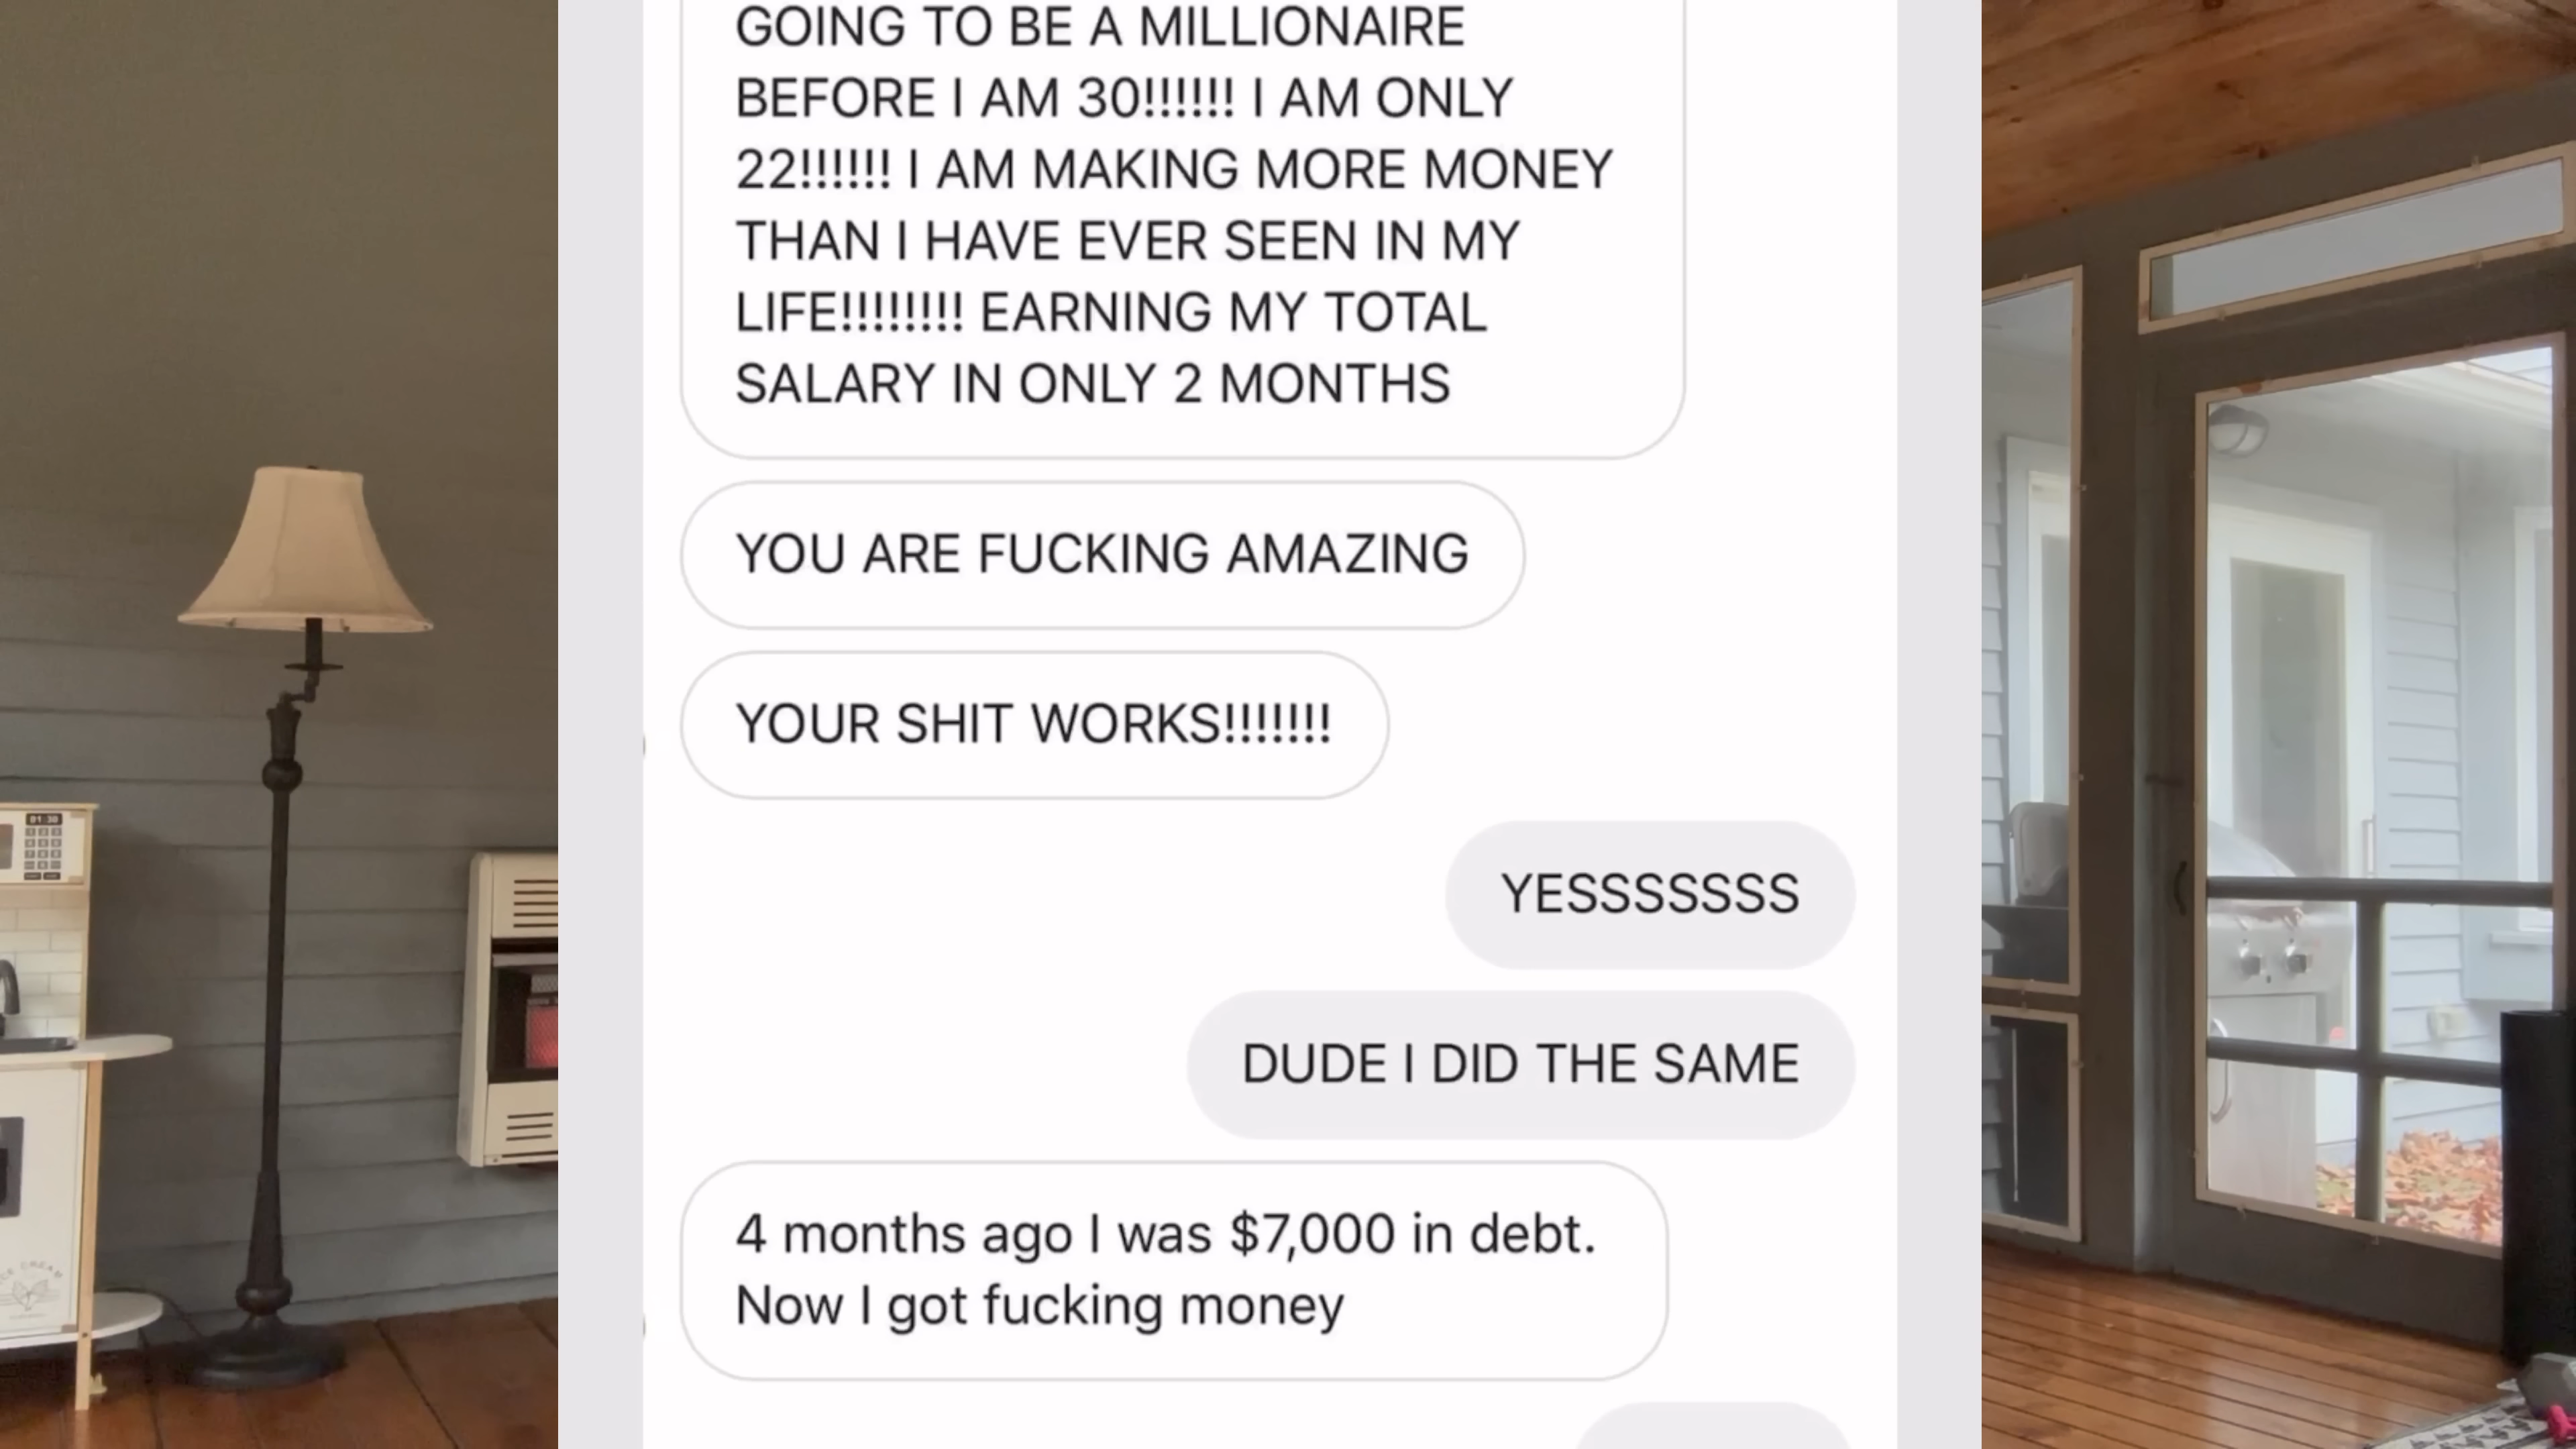 GOING TO BE A MILLIONAIRE
BEFORE I AM 30!!!!!! I AM ONLY
22!!!!!! I AM MAKING MORE MONEY
THAN I HAVE EVER SEEN IN MY
LIFE!!!!!!!! EARNING MY TOTAL
SALARY IN ONLY 2 MONTHS
YOU ARE FUCKING AMAZING
YOUR SHIT WORKS!!!!!!!
YESSSSSSS
DUDE I DID THE SAME
4 months ago I was $7,000 in debt.
Now I got fucking money
01:30